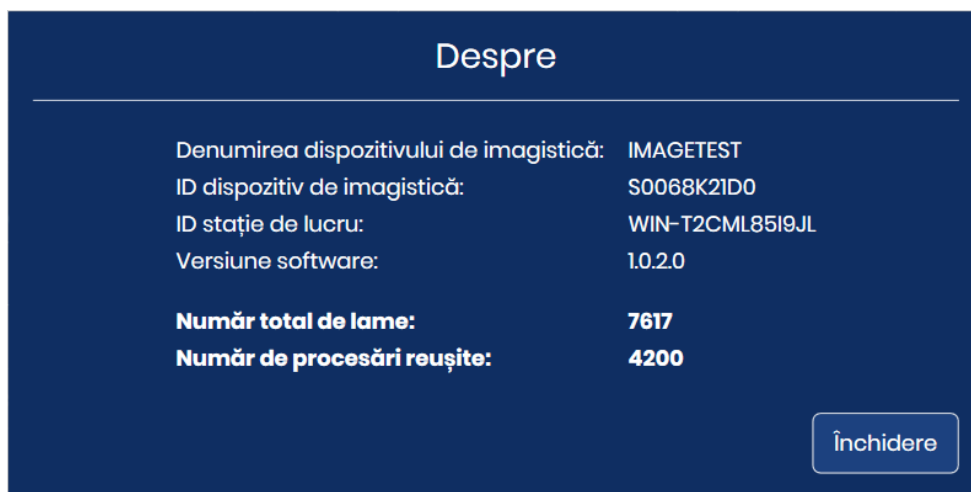 Despre
Denumirea dispozitivului de imagistică: IMAGETEST
ID dispozitiv de imagistică: S0068K21D0
ID stație de lucru: WIN-T2CML85I9JL
Versiune software: 1.0.2.0
Număr total de lame: 7617
Număr de procesări reușite: 4200
Închidere